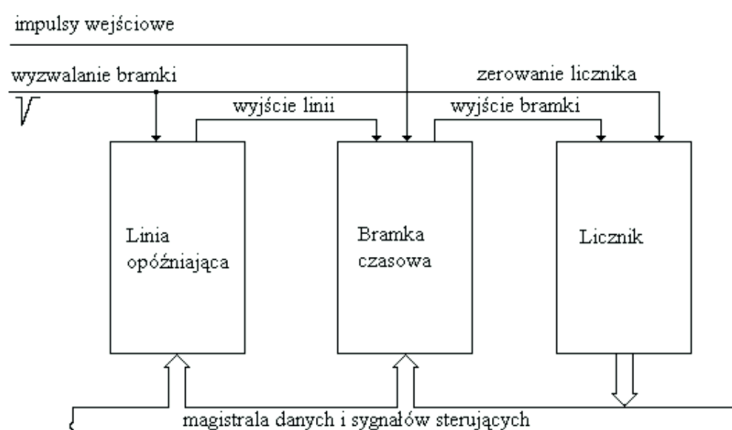 impulsy wejściowe
wyzwalanie bramki
zerowanie licznika
wyjście linii
wyjście bramki
Linia
opóźniająca
Bramka
czasowa
Licznik
magistrala danych i sygnałów sterujących